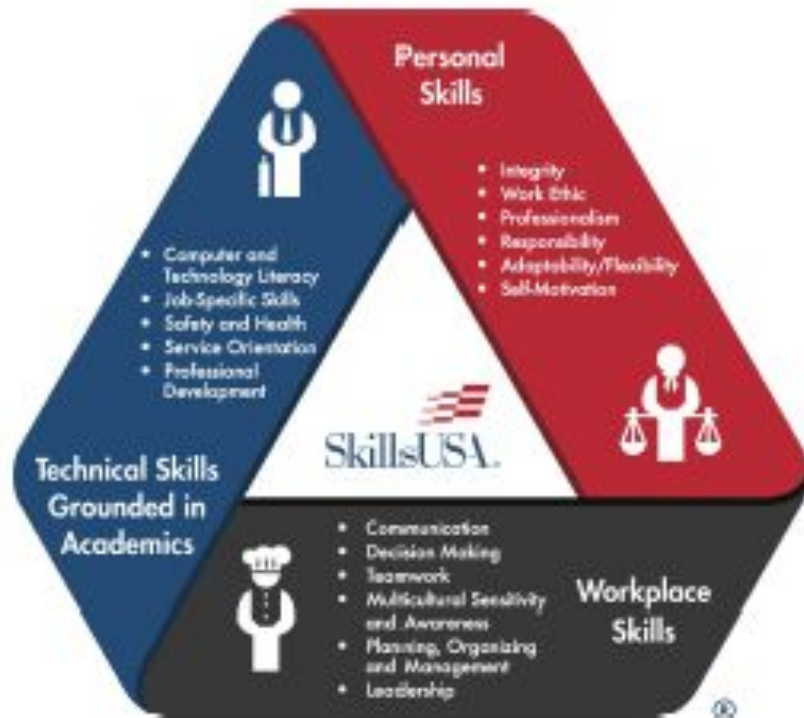 Personal
Skills
• Integrity
• Work Ethic
• Professionalism
• Responsibility
• Adaptability/Flexibility
• Self-Motivation
• Computer and
Technology Literacy
• Job-Specific Skills
• Safety and Health
• Service Orientation
• Professional
Development
Technical Skills
Grounded in
Academics
SkillsUSA®
• Communication
• Decision Making
• Teamwork
• Multicultural Sensitivity
and Awareness
• Planning, Organizing
and Management
• Leadership
Workplace
Skills
®